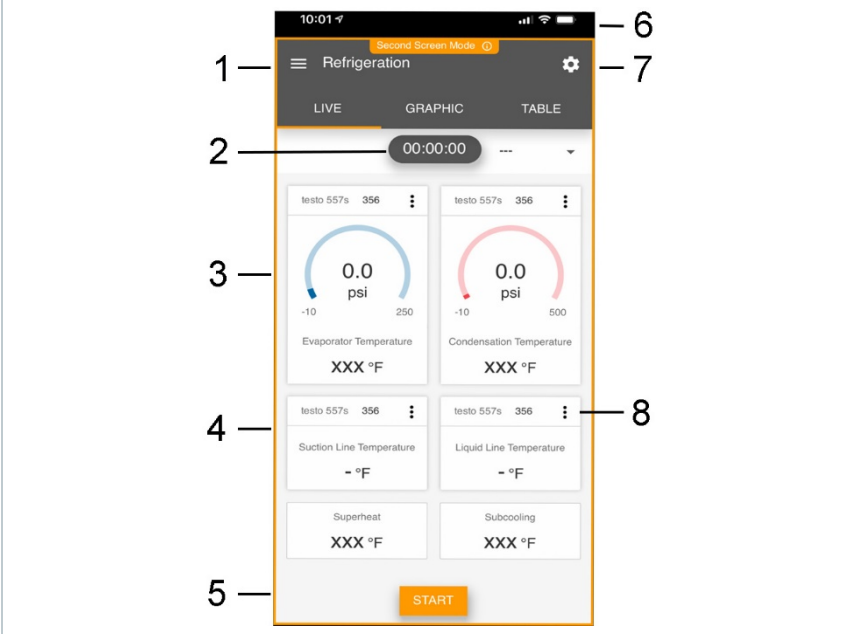 10:01
6
Second Screen Mode
1
Refrigeration
7
LIVE GRAPHIC TABLE
2
00:00:00 ---
testo 557s 356
testo 557s 356
3
0.0
psi
-10 250
0.0
psi
-10 500
Evaporator Temperature
XXX °F
Condensation Temperature
XXX °F
4
testo 557s 356
testo 557s 356
8
Suction Line Temperature
- °F
Liquid Line Temperature
- °F
Superheat
XXX °F
Subcooling
XXX °F
5
START